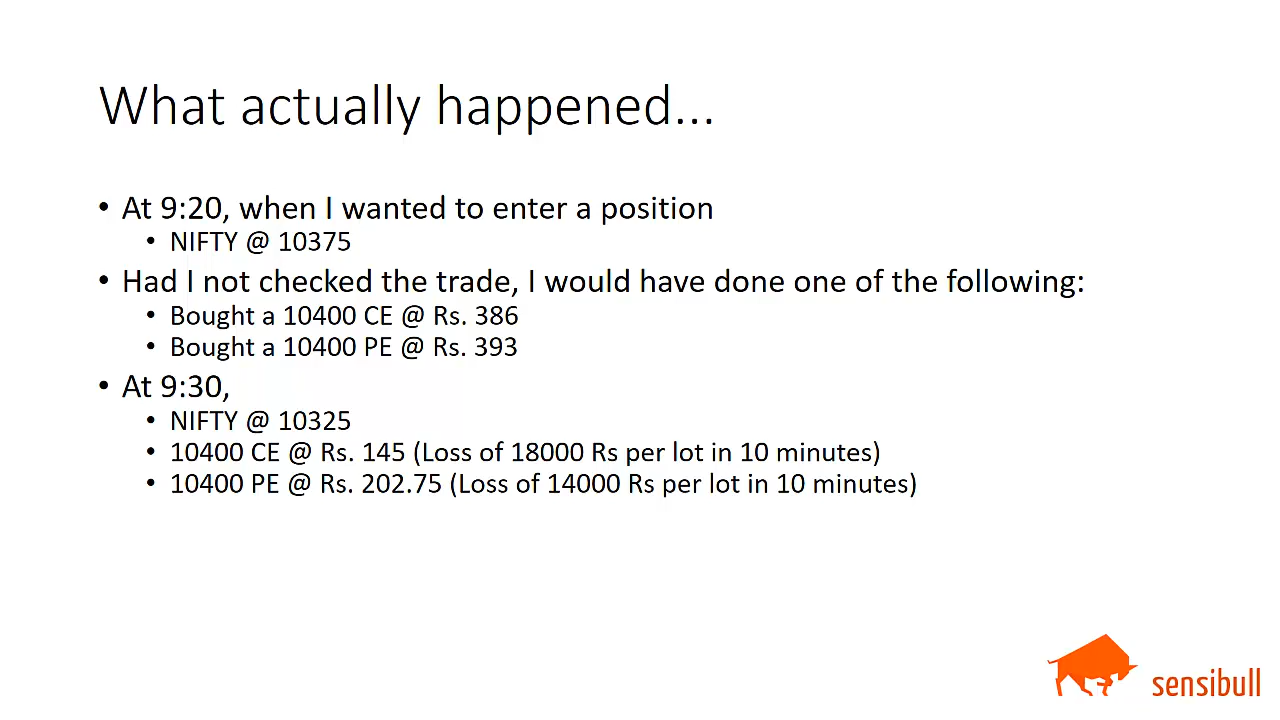 What actually happened...
• At 9:20, when I wanted to enter a position
• NIFTY @ 10375
• Had I not checked the trade, I would have done one of the following:
• Bought a 10400 CE @ Rs. 386
• Bought a 10400 PE @ Rs. 393
• At 9:30,
• NIFTY @ 10325
• 10400 CE @ Rs. 145 (Loss of 18000 Rs per lot in 10 minutes)
• 10400 PE @ Rs. 202.75 (Loss of 14000 Rs per lot in 10 minutes)
sensibull